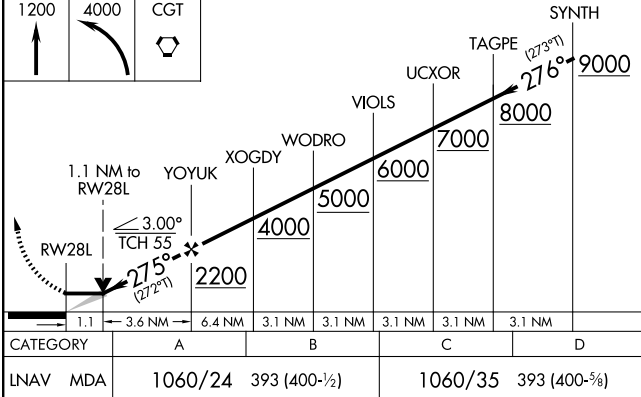 1200 4000 CGT
SYNTH
TAGPE
(273°T)
276°
9000
UCXOR
8000
VIOLS
7000
WODRO
6000
XOGDY
5000
1.1 NM to
RW28L
YOYUK
4000
3.00°
TCH 55
RW28L
275°
(272°T)
2200
1.1 3.6 NM 6.4 NM 3.1 NM 3.1 NM 3.1 NM 3.1 NM 3.1 NM
CATEGORY A B C D
LNAV MDA 1060/24 393 (400-½) 1060/35 393 (400-⅝)